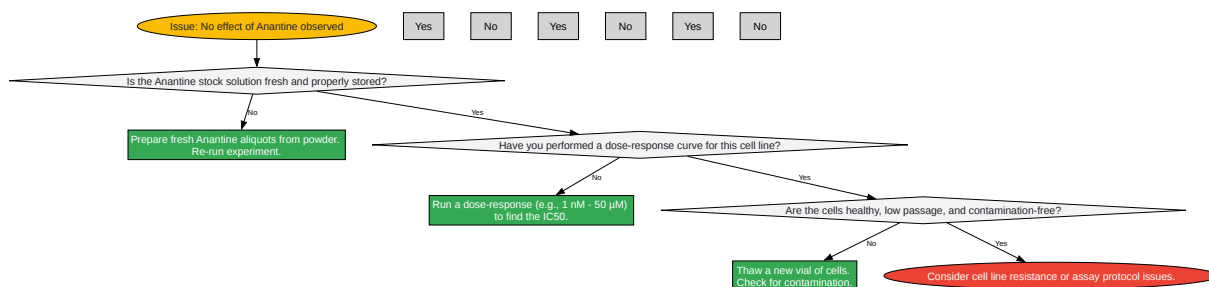 Issue: No effect of Anantine observed
Yes
No
Yes
No
Yes
No
Is the Anantine stock solution fresh and properly stored?
No
Yes
Prepare fresh Anantine aliquots from powder.
Re-run experiment.
Have you performed a dose-response curve for this cell line?
No
Yes
Run a dose-response (e.g., 1 nM - 50 µM)
to find the IC50.
Are the cells healthy, low passage, and contamination-free?
No
Yes
Thaw a new vial of cells.
Check for contamination.
Consider cell line resistance or assay protocol issues.